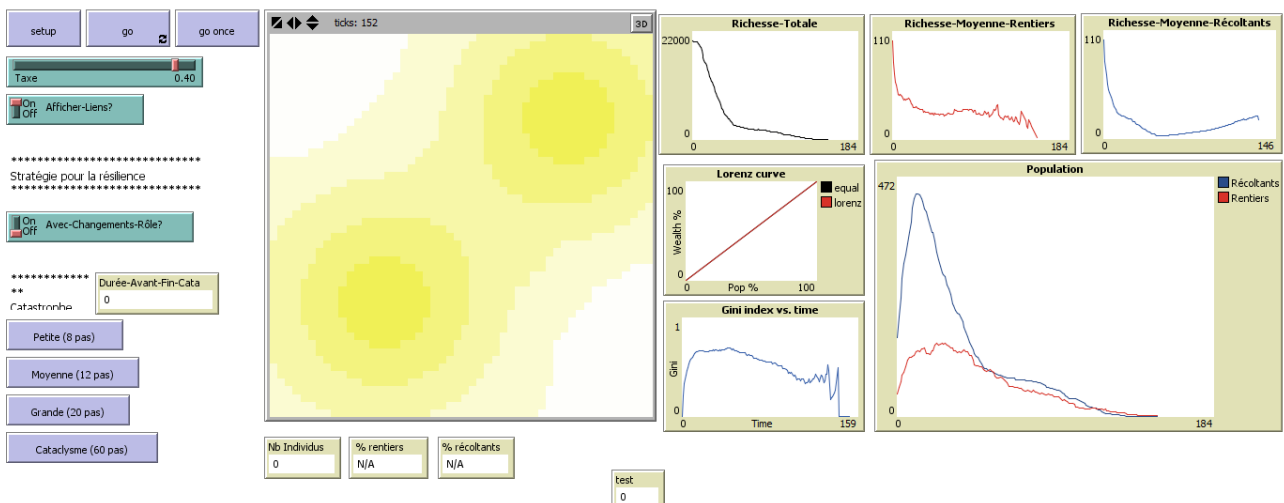 setup
go
go once
Taxe
0.40
On
Off
Afficher-Liens?
*****************************
Stratégie pour la résilience
*****************************
On
Off
Avec-Changements-Rôle?
************
**
Catastrophe
Durée-Avant-Fin-Cata
0
Petite (8 pas)
Moyenne (12 pas)
Grande (20 pas)
Cataclysme (60 pas)
ticks: 152
3D
Nb Individus
0
% rentiers
N/A
% récoltants
N/A
test
0
Richesse-Totale
22000
0
0
184
Richesse-Moyenne-Rentiers
110
0
0
184
Richesse-Moyenne-Récoltants
110
0
0
146
Lorenz curve
100
Wealth %
0
0
Pop %
100
equal
lorenz
Gini index vs. time
1
Gini
0
0
Time
159
Population
472
0
0
184
Récoltants
Rentiers